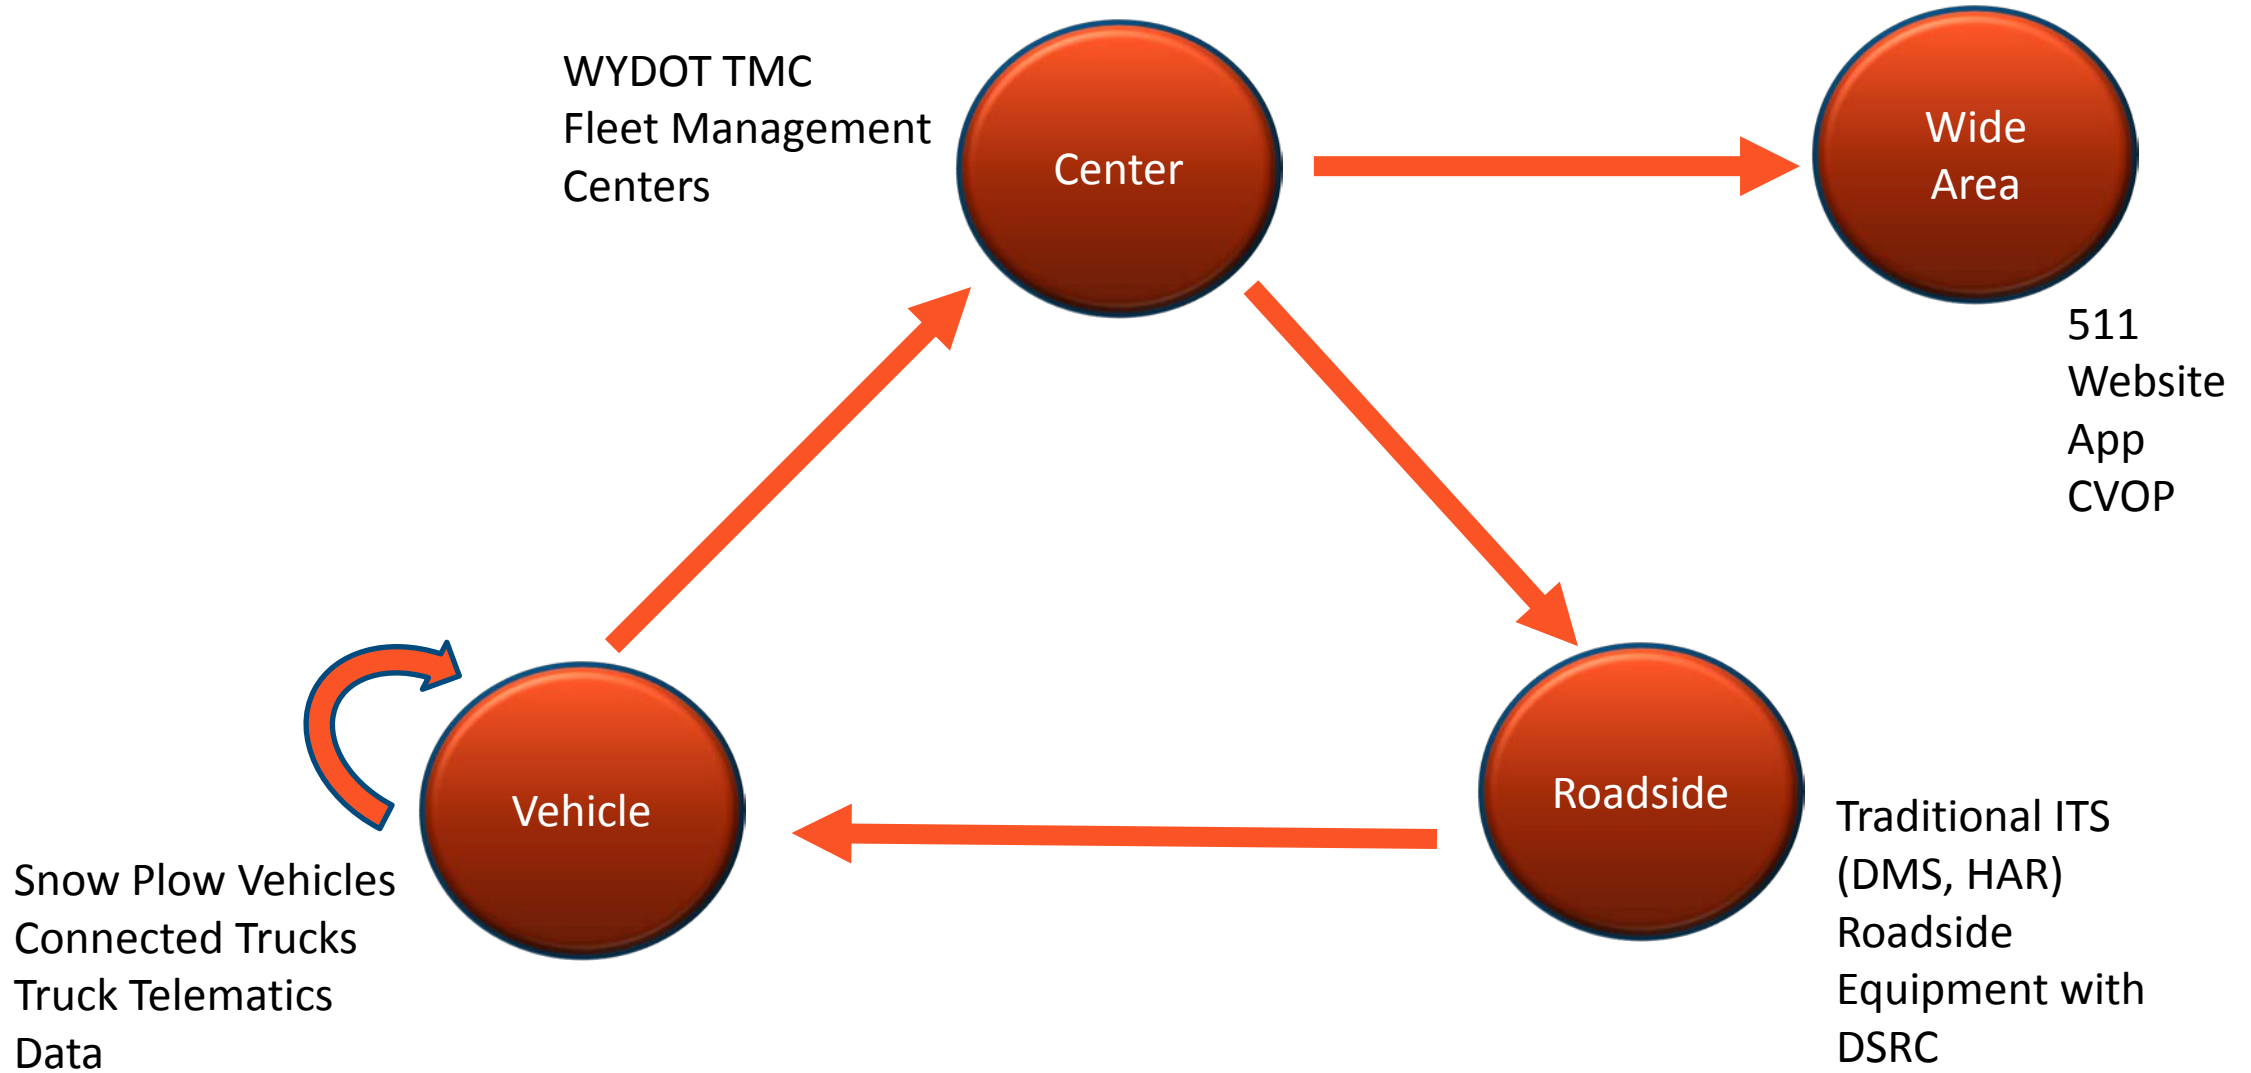 WYDOT TMC
Fleet Management
Centers
Center
Wide
Area
511
Website
App
CVOP
Vehicle
Snow Plow Vehicles
Connected Trucks
Truck Telematics
Data
Roadside
Traditional ITS
(DMS, HAR)
Roadside
Equipment with
DSRC